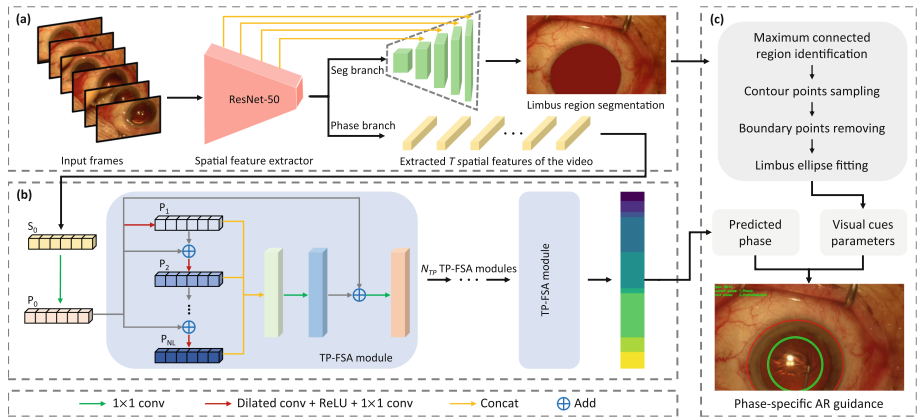 (a)
ResNet-50
Seg branch
Phase branch
Input frames
Spatial feature extractor
Extracted T spatial features of the video
Limbus region segmentation
(b)
S0
P0
P1
P2
PNL
TP-FSA module
NTP TP-FSA modules
TP-FSA module
1×1 conv
Dilated conv + ReLU + 1×1 conv
Concat
Add
(c)
Maximum connected
region identification
Contour points sampling
Boundary points removing
Limbus ellipse fitting
Predicted
phase
Visual cues
parameters
Phase-specific AR guidance